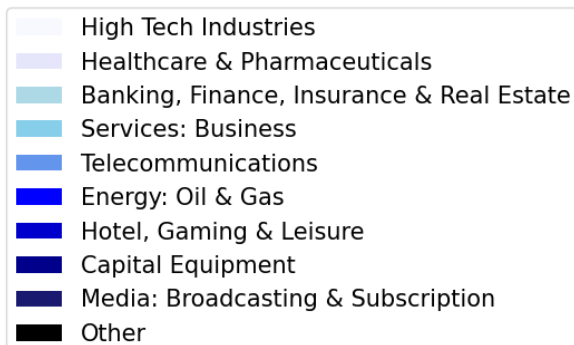 High Tech Industries
Healthcare & Pharmaceuticals
Banking, Finance, Insurance & Real Estate
Services: Business
Telecommunications
Energy: Oil & Gas
Hotel, Gaming & Leisure
Capital Equipment
Media: Broadcasting & Subscription
Other